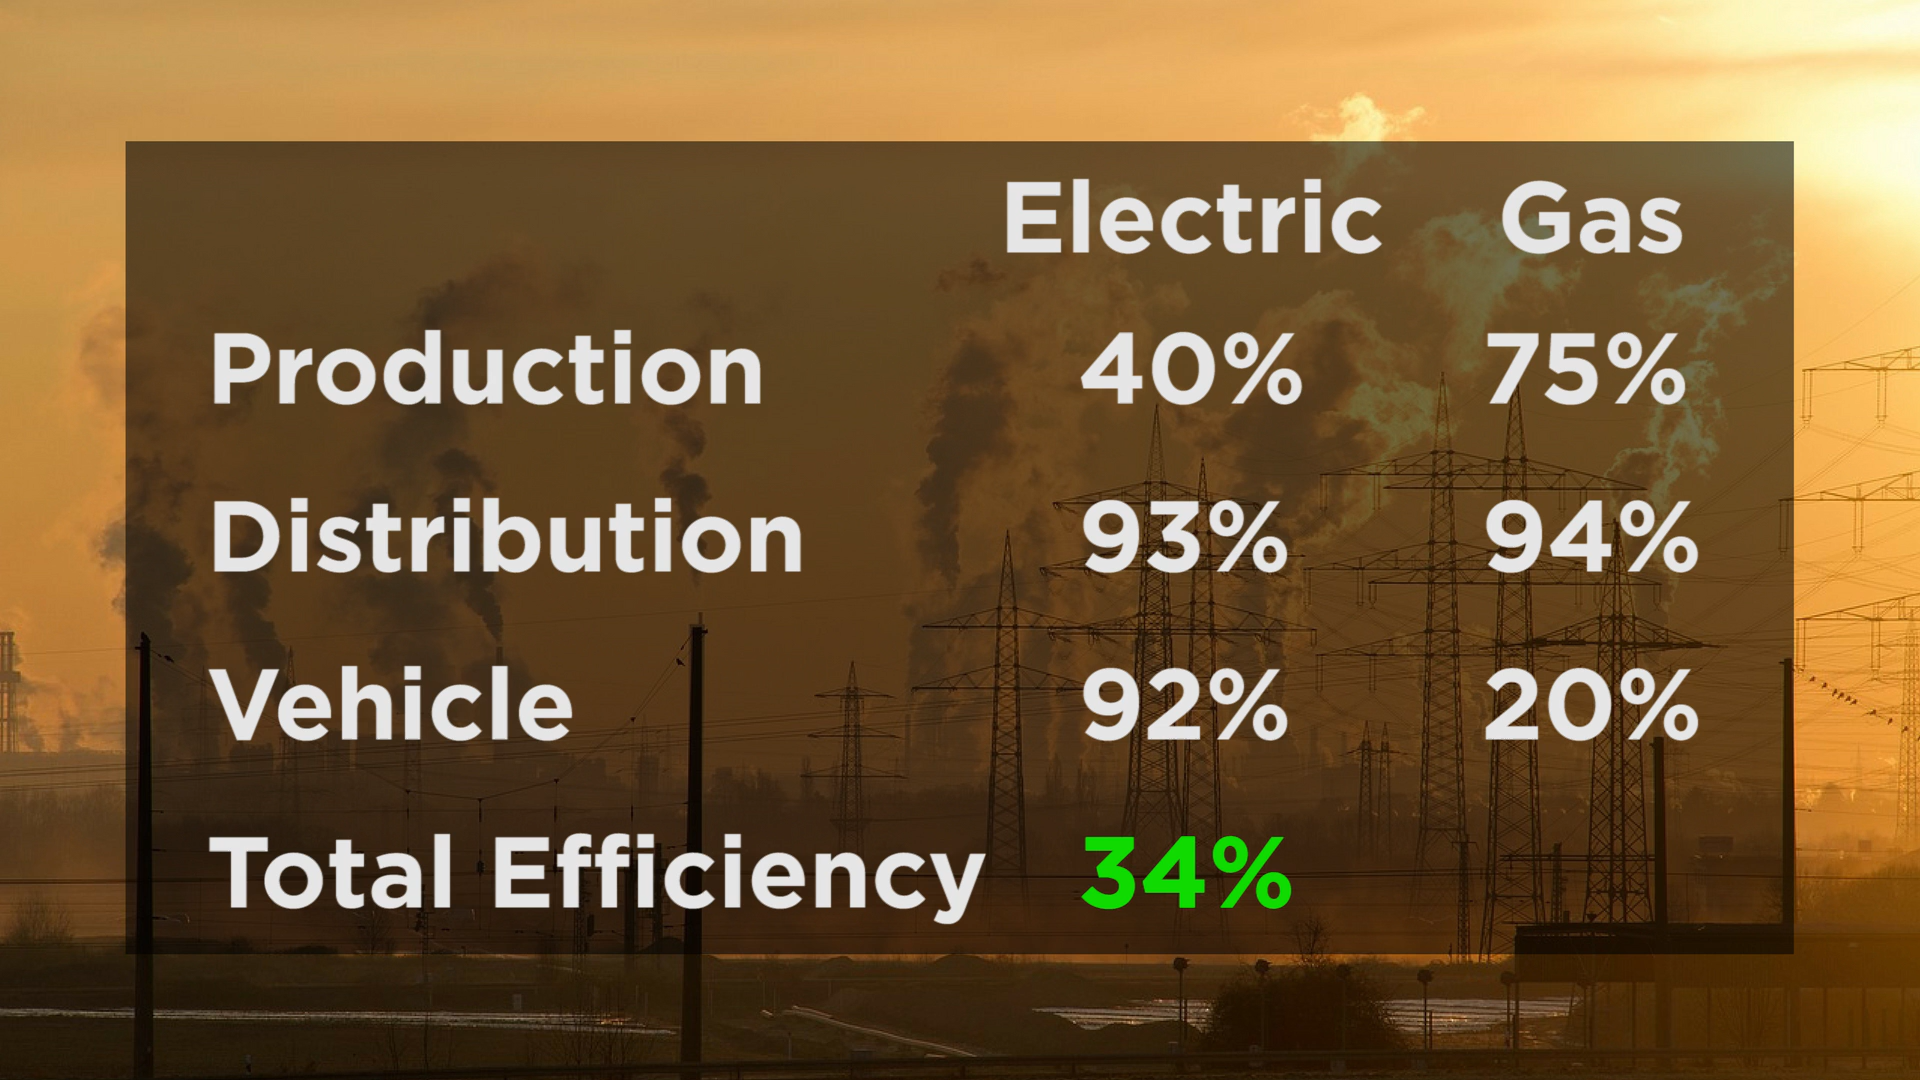 Electric Gas
Production 40% 75%
Distribution 93% 94%
Vehicle 92% 20%
Total Efficiency 34%